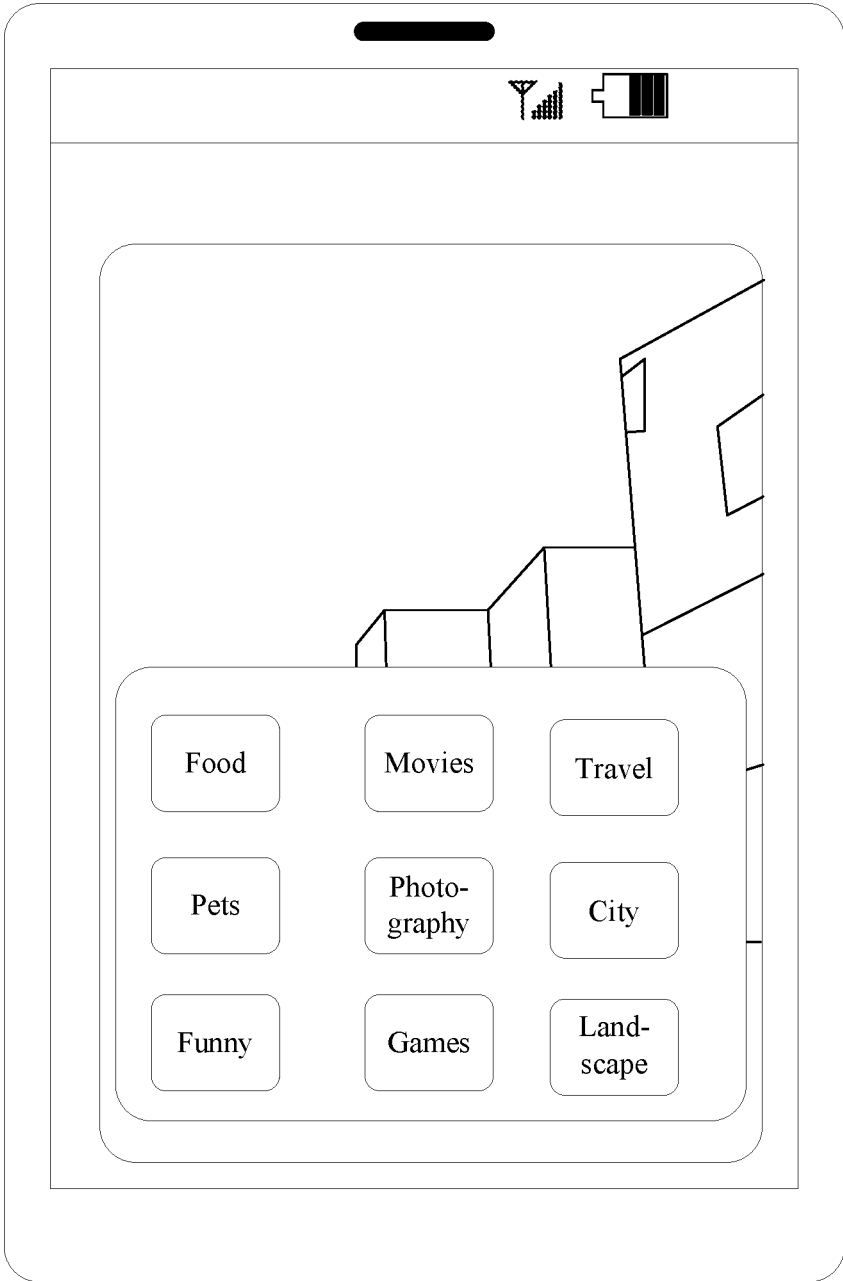 Food
Movies
Travel
Pets
Photo-
graphy
City
Funny
Games
Land-
scape